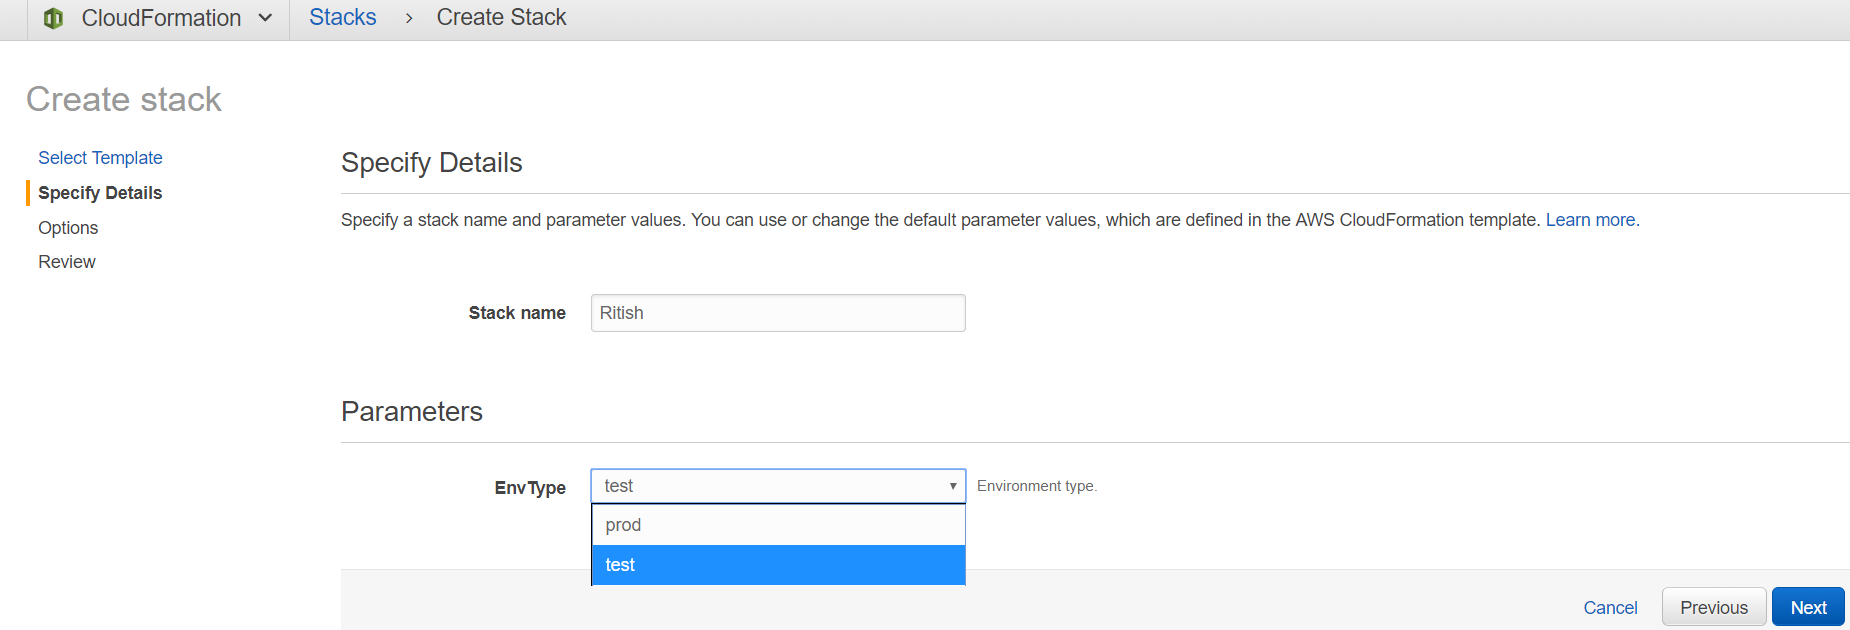 CloudFormation Stacks > Create Stack
Create stack
Select Template
Specify Details
Options
Review
Specify Details
Specify a stack name and parameter values. You can use or change the default parameter values, which are defined in the AWS CloudFormation template. Learn more.
Stack name Ritish
Parameters
EnvType test Environment type.
prod
test
Cancel Previous Next